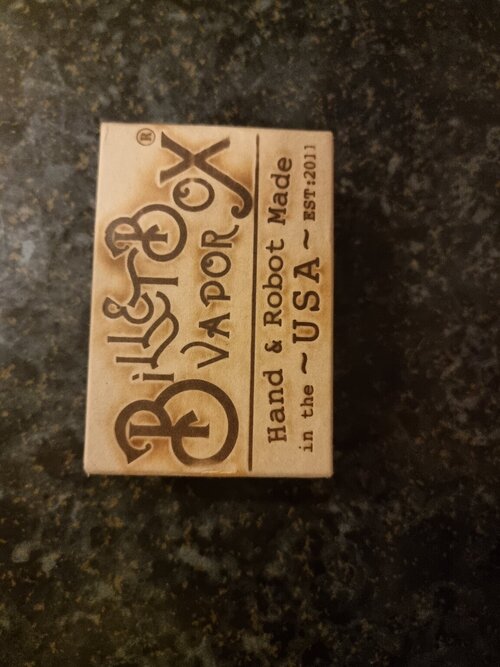 BillEtBox ®
VAPOR
Hand & Robot Made
in the ~USA~ EST:2011